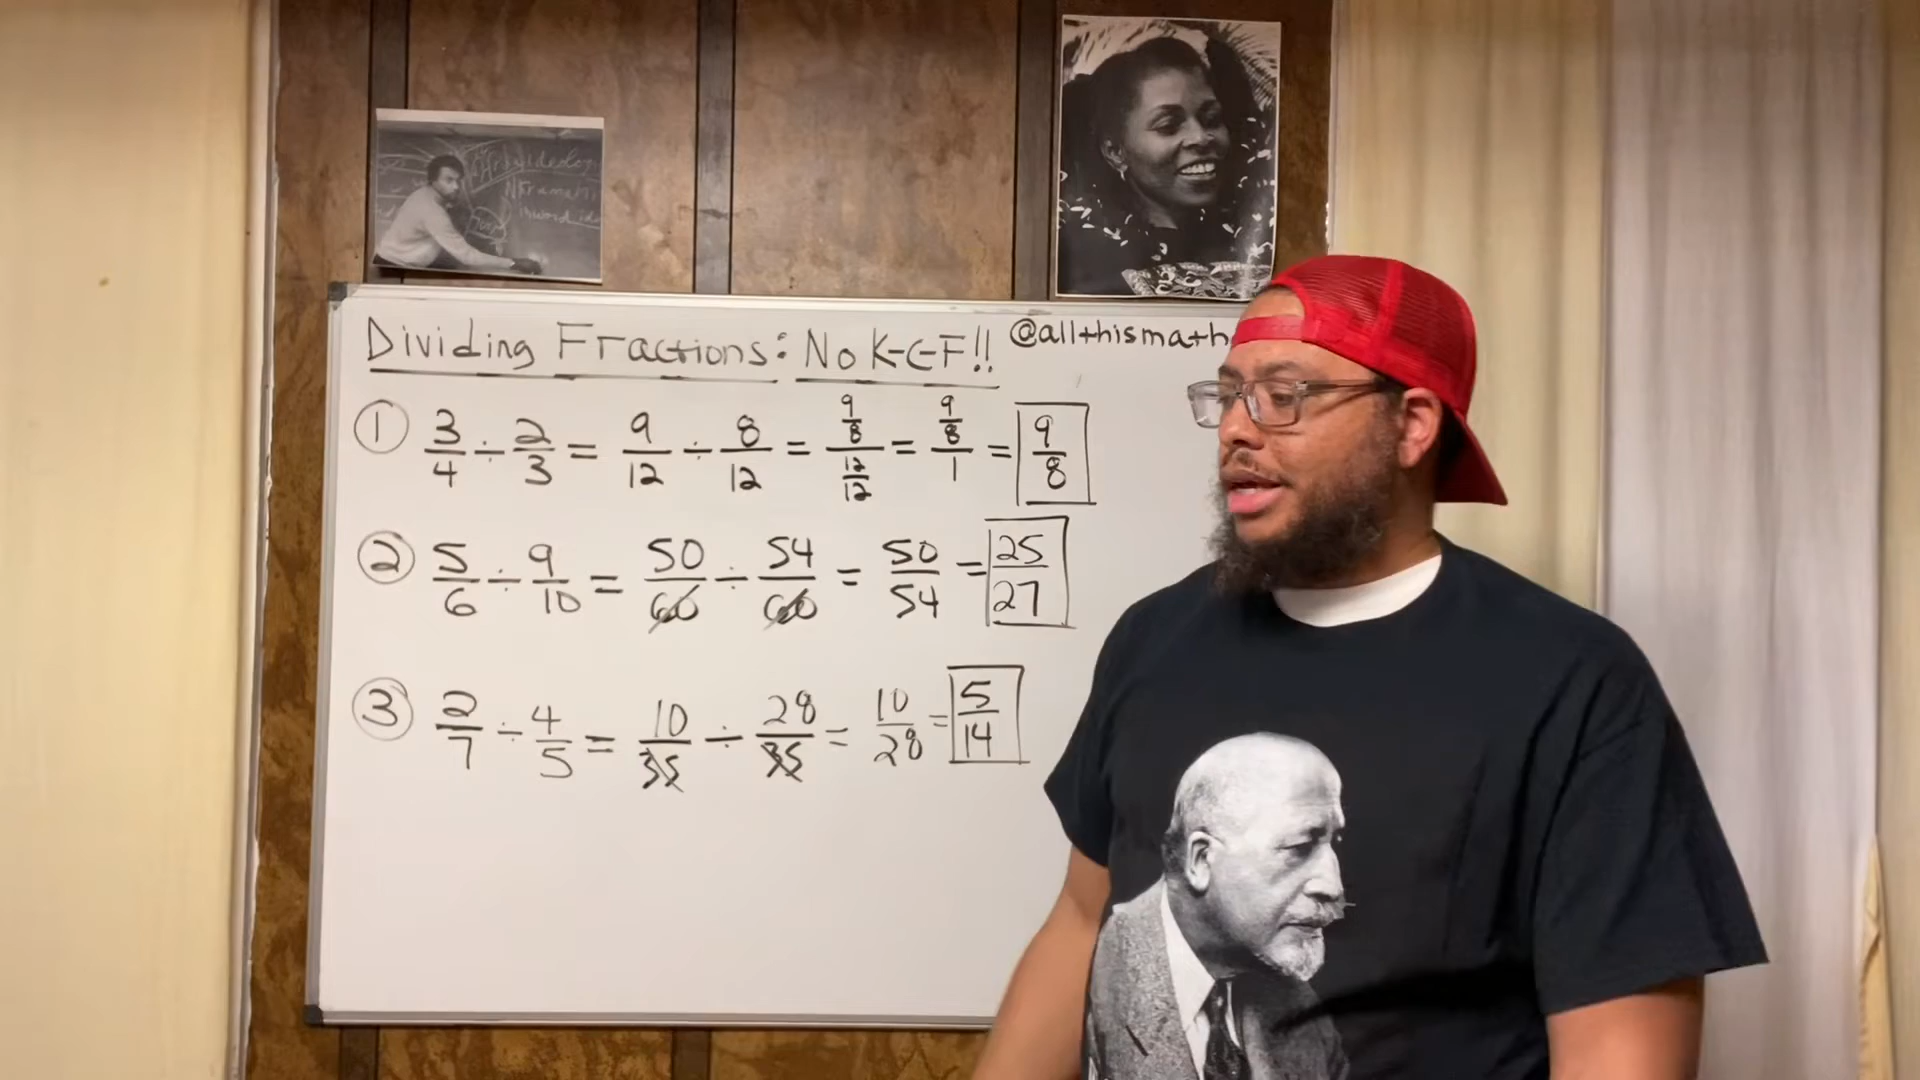 Afroideology
Nkrumah
Dividing Fractions: No K-C-F!!
@allthismath
① 3/4 ÷ 2/3 = 9/12 ÷ 8/12 = (9/8)/(12/12) = (9/8)/1 = 9/8
② 5/6 ÷ 9/10 = 50/60 ÷ 54/60 = 50/54 = 25/27
③ 2/7 ÷ 4/5 = 10/35 ÷ 28/35 = 10/28 = 5/14